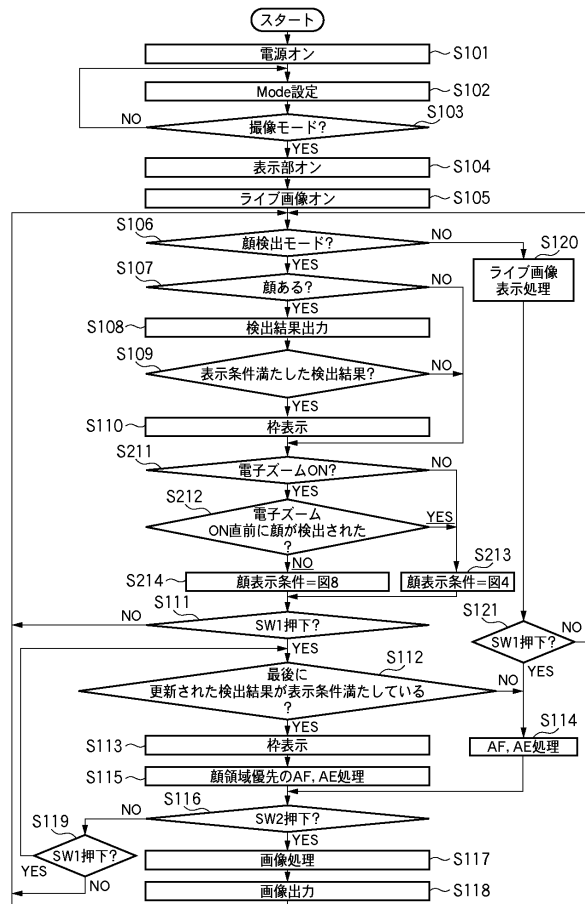 スタート
電源オン
S101
Mode設定
S102
撮像モード?
S103
NO
YES
表示部オン
S104
ライブ画像オン
S105
S106
顔検出モード?
NO
YES
S120
ライブ画像
表示処理
S107
顔ある?
NO
YES
S108
検出結果出力
S109
表示条件満たした検出結果?
NO
YES
S110
枠表示
S211
電子ズームON?
NO
YES
S212
電子ズーム
ON直前に顔が検出された
?
YES
NO
S213
S214
顔表示条件=図8
顔表示条件=図4
S111
SW1押下?
NO
YES
S121
SW1押下?
NO
YES
S112
最後に
更新された検出結果が表示条件満たしている
?
NO
YES
S113
枠表示
S114
AF, AE処理
S115
顔領域優先のAF, AE処理
S116
SW2押下?
NO
YES
S119
SW1押下?
YES
NO
画像処理
S117
画像出力
S118